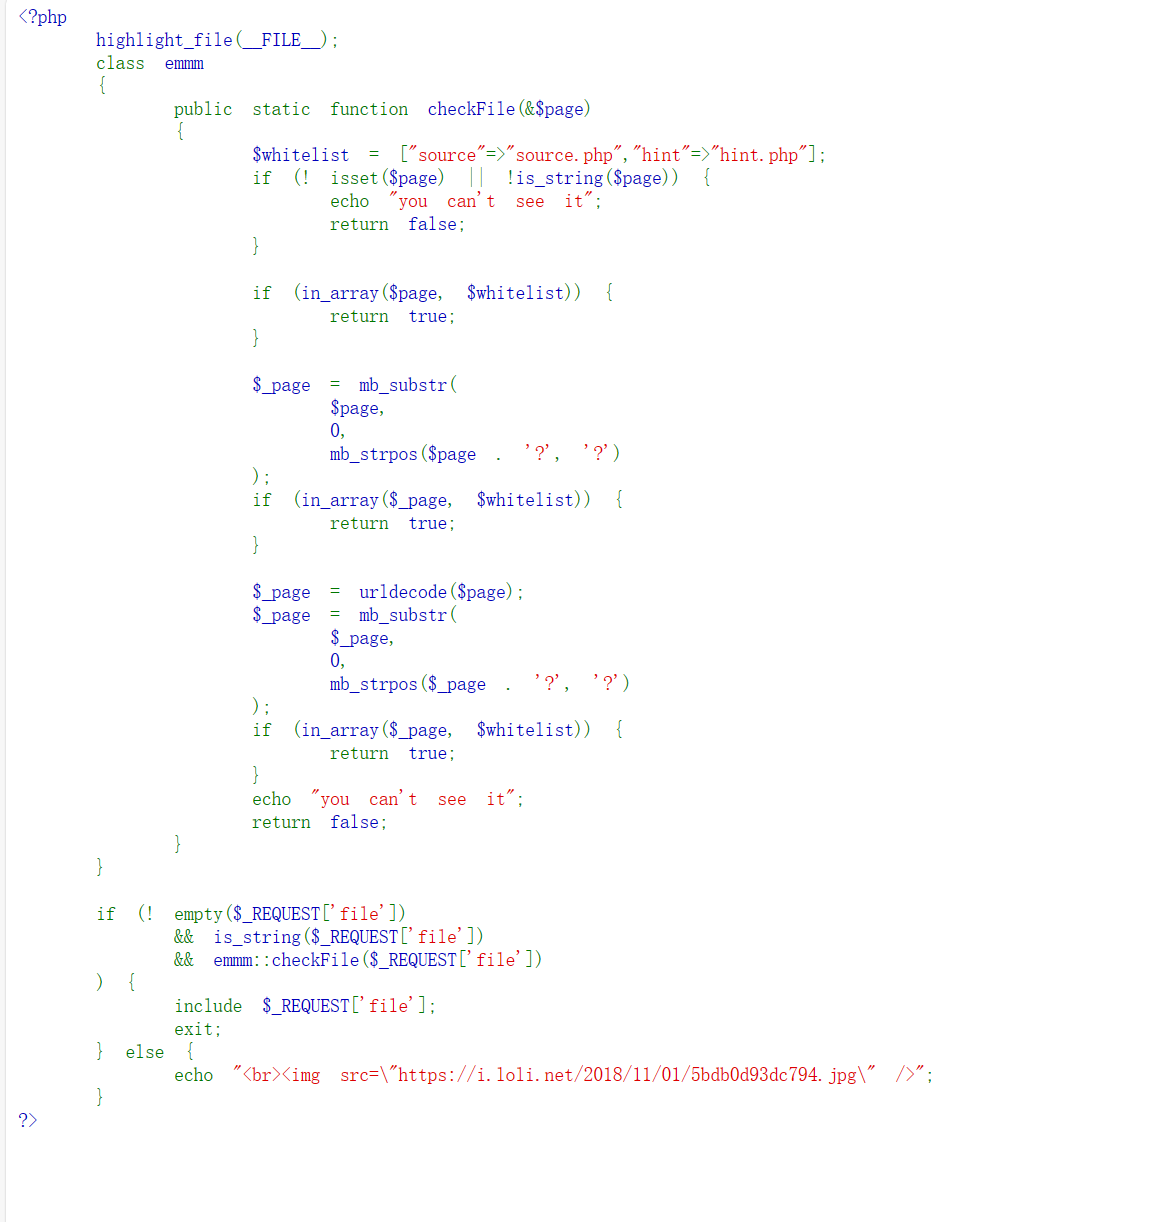 <?php
highlight_file(__FILE__);
class emmm
{
public static function checkFile(&$page)
{
$whitelist = ["source"=>"source.php","hint"=>"hint.php"];
if (! isset($page) || !is_string($page)) {
echo "you can't see it";
return false;
}
if (in_array($page, $whitelist)) {
return true;
}
$_page = mb_substr(
$page,
0,
mb_strpos($page . '?', '?')
);
if (in_array($_page, $whitelist)) {
return true;
}
$_page = urldecode($page);
$_page = mb_substr(
$_page,
0,
mb_strpos($_page . '?', '?')
);
if (in_array($_page, $whitelist)) {
return true;
}
echo "you can't see it";
return false;
}
}
if (! empty($_REQUEST['file'])
&& is_string($_REQUEST['file'])
&& emmm::checkFile($_REQUEST['file'])
) {
include $_REQUEST['file'];
exit;
} else {
echo "<br><img src=\"https://i.loli.net/2018/11/01/5bdb0d93dc794.jpg\" />";
}
?>